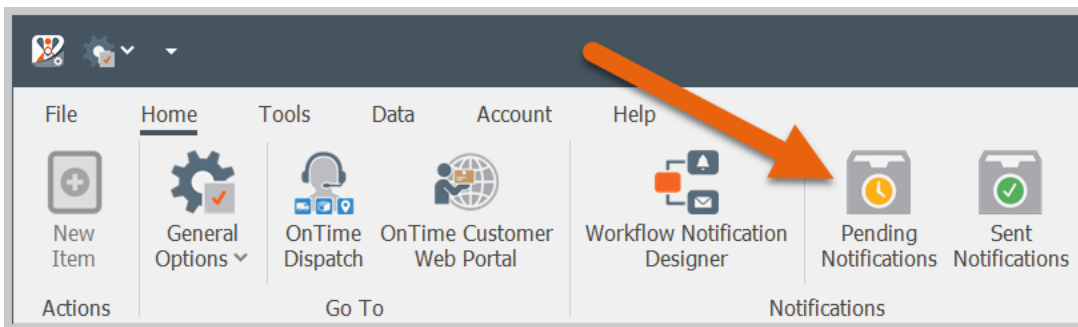 File Home Tools Data Account Help
New
Item
General
Options
OnTime
Dispatch
OnTime Customer
Web Portal
Workflow Notification
Designer
Pending
Notifications
Sent
Notifications
Actions
Go To
Notifications